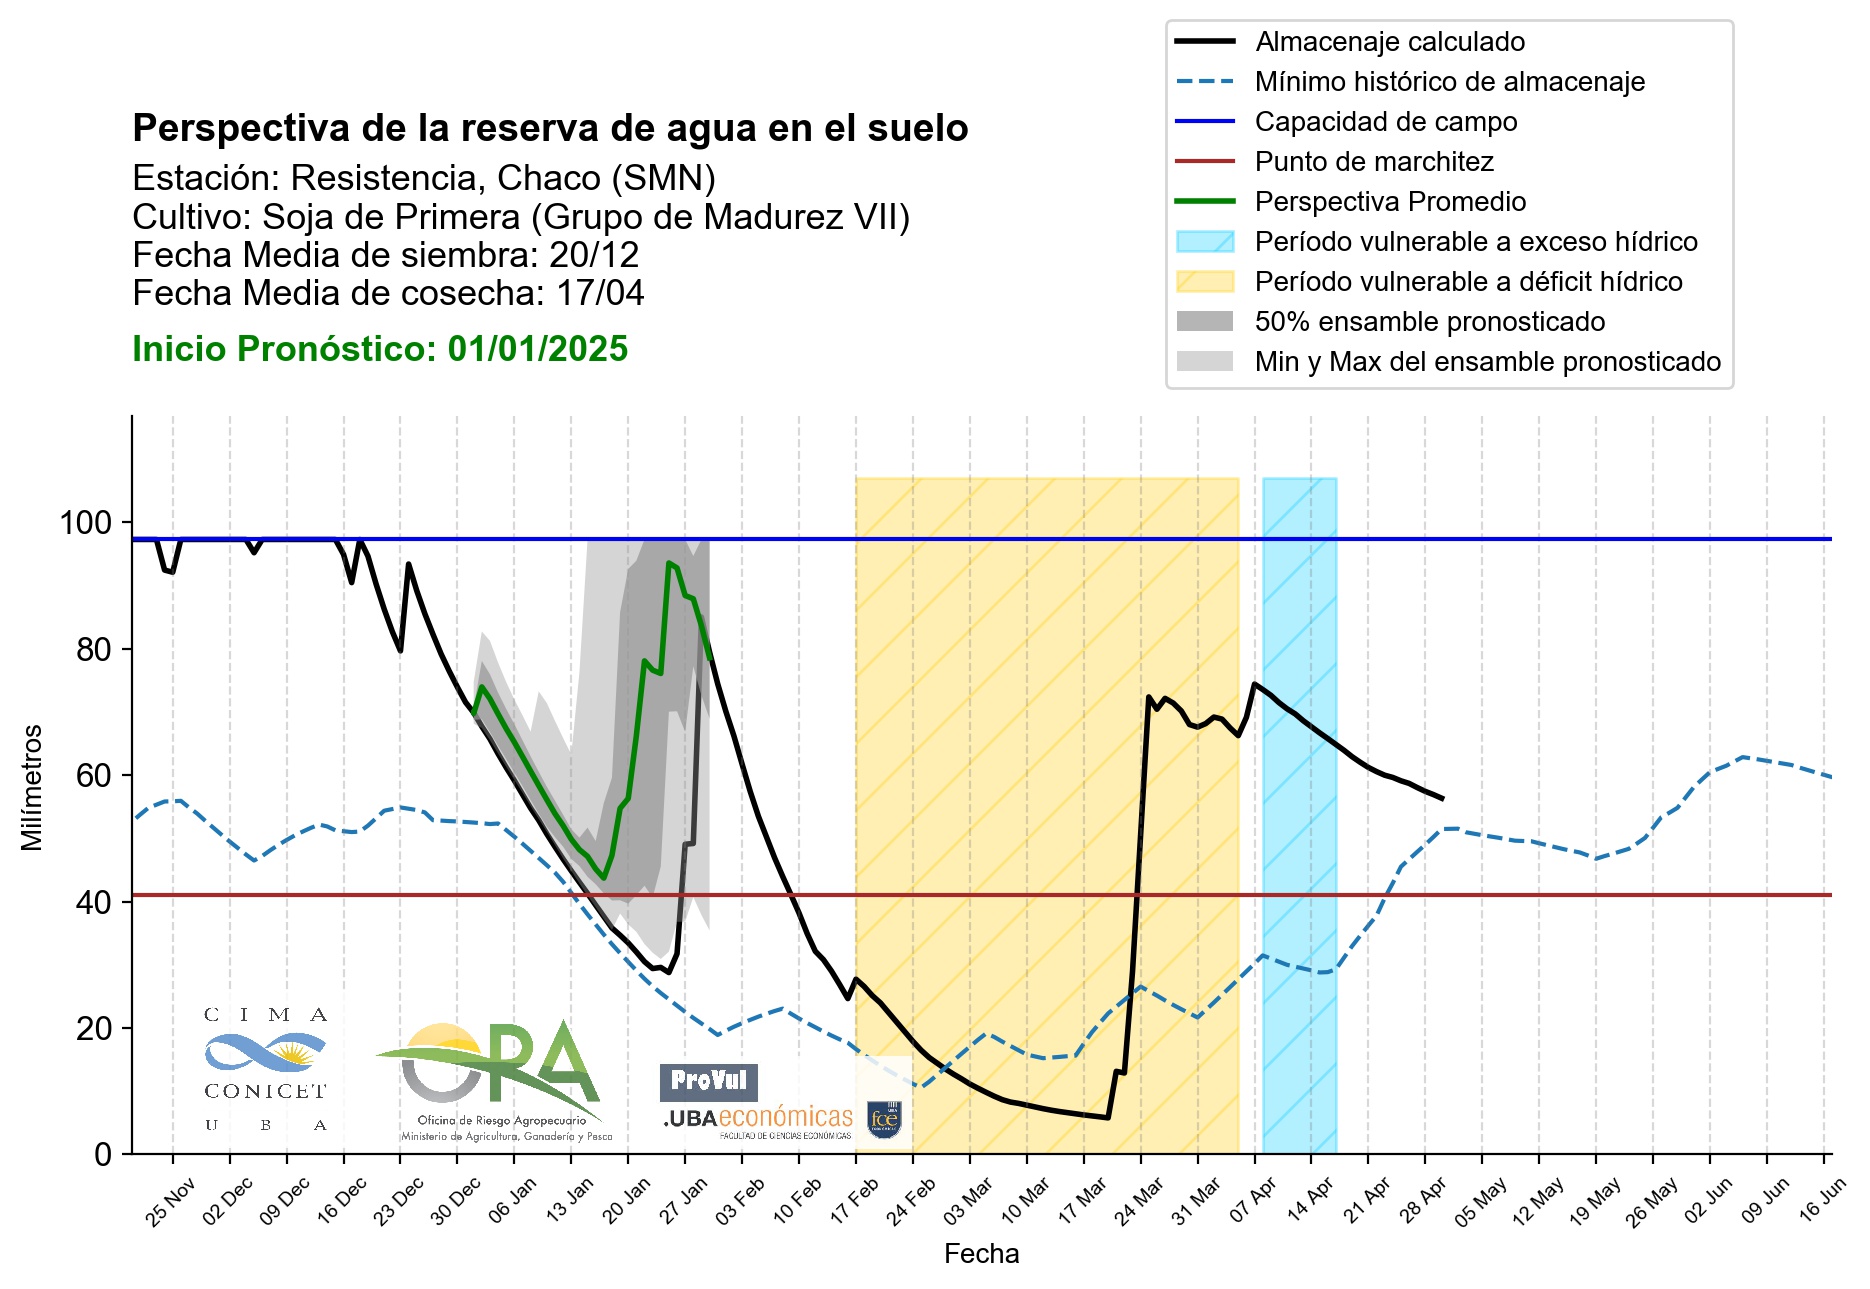 Almacenaje calculado
Mínimo histórico de almacenaje
Capacidad de campo
Punto de marchitez
Perspectiva Promedio
Período vulnerable a exceso hídrico
Período vulnerable a déficit hídrico
50% ensamble pronosticado
Min y Max del ensamble pronosticado
Perspectiva de la reserva de agua en el suelo
Estación: Resistencia, Chaco (SMN)
Cultivo: Soja de Primera (Grupo de Madurez VII)
Fecha Media de siembra: 20/12
Fecha Media de cosecha: 17/04
Inicio Pronóstico: 01/01/2025
Milímetros
100
80
60
40
20
0
CIMA
CONICET
UBA
ORA
Oficina de Riesgo Agropecuario
Ministerio de Agricultura, Ganadería y Pesca
ProVul
.UBAeconómicas
FACULTAD DE CIENCIAS ECONÓMICAS
UBA
fce
25 Nov
02 Dec
09 Dec
16 Dec
23 Dec
30 Dec
06 Jan
13 Jan
20 Jan
27 Jan
03 Feb
10 Feb
17 Feb
24 Feb
03 Mar
10 Mar
17 Mar
24 Mar
31 Mar
07 Apr
14 Apr
21 Apr
28 Apr
05 May
12 May
19 May
26 May
02 Jun
09 Jun
16 Jun
Fecha